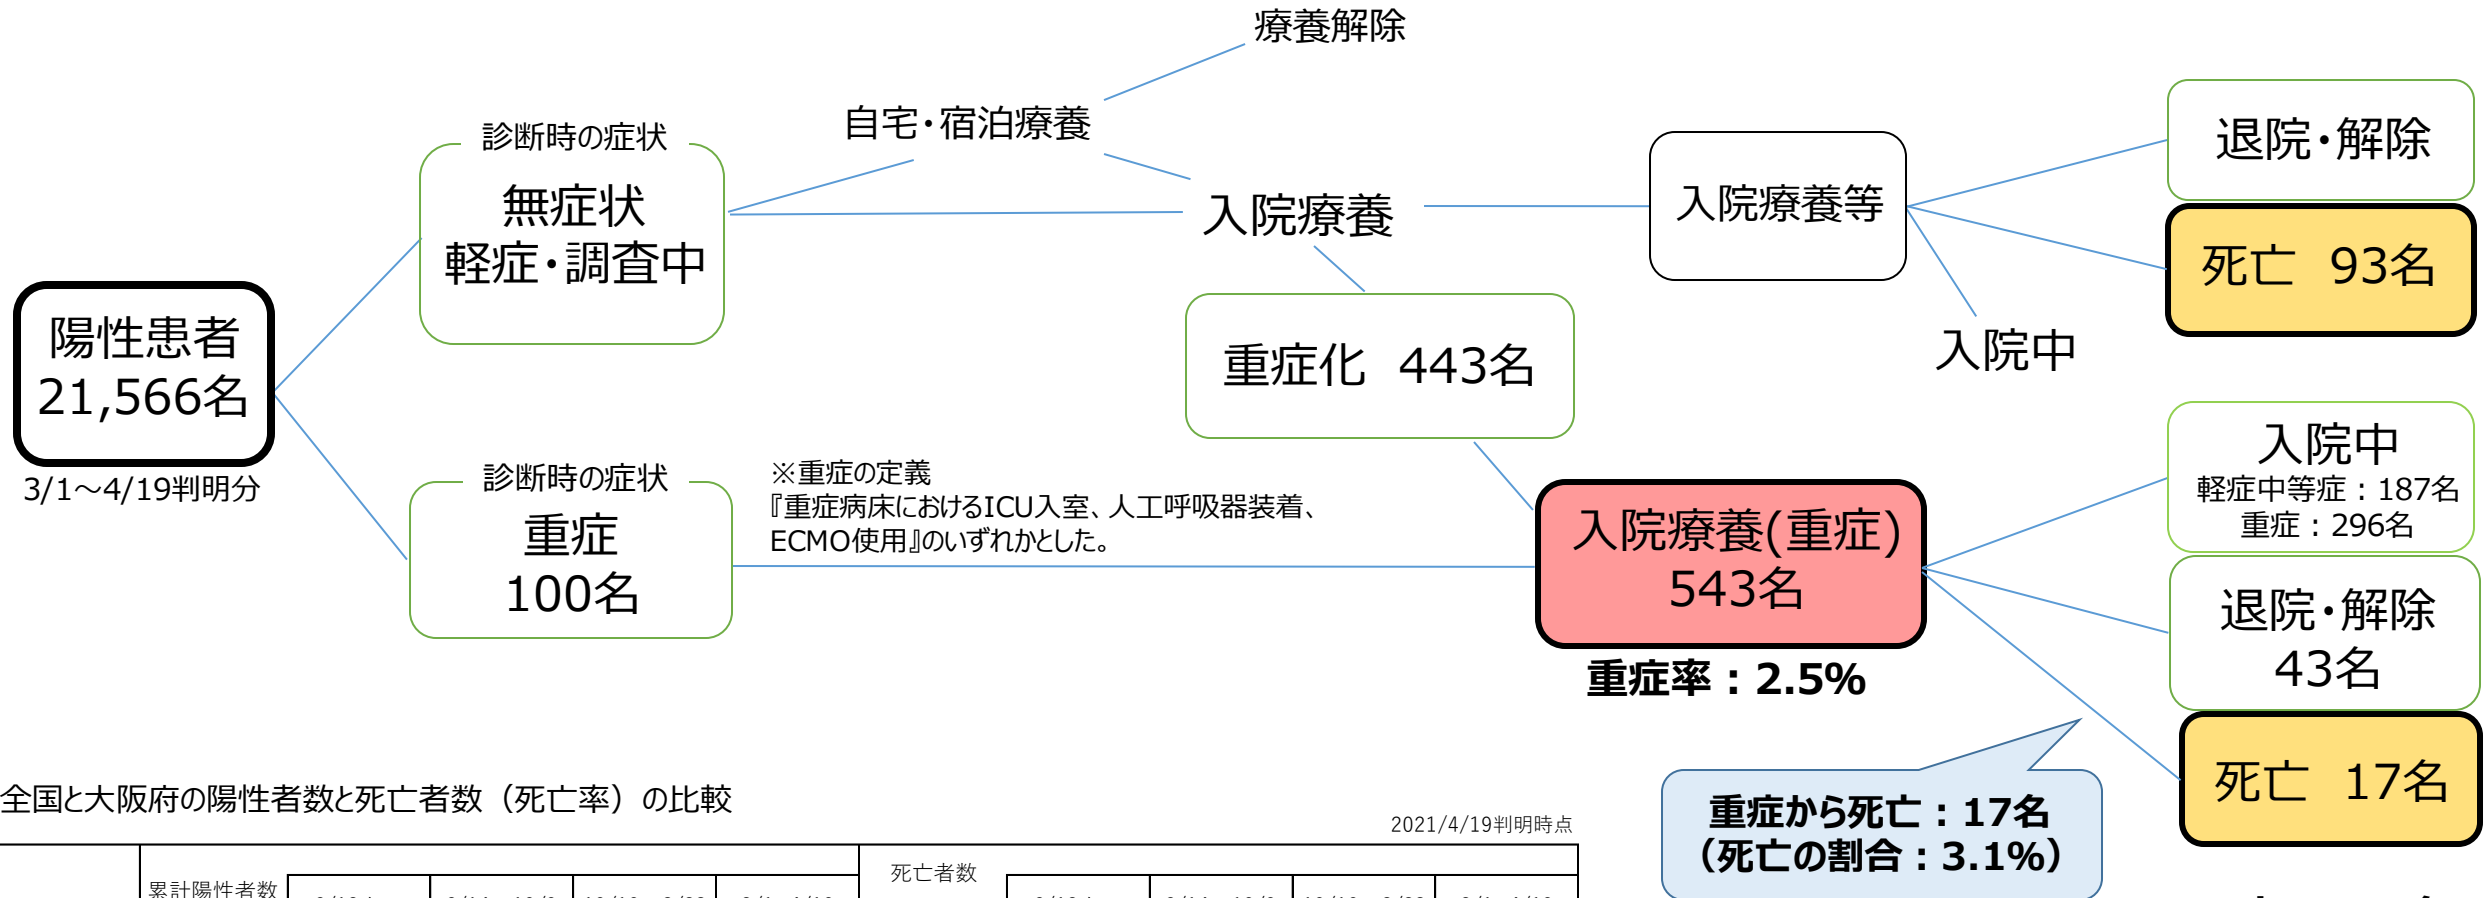 療養解除
自宅・宿泊療養
診断時の症状
無症状
軽症・調査中
入院療養
入院療養等
退院・解除
死亡 93名
入院中
陽性患者
21,566名
3/1～4/19判明分
重症化 443名
診断時の症状
重症
100名
※重症の定義
『重症病床におけるICU入室、人工呼吸器装着、
ECMO使用』のいずれかとした。
入院療養(重症)
543名
重症率：2.5%
入院中
軽症中等症：187名
重症：296名
退院・解除
43名
死亡 17名
重症から死亡：17名
（死亡の割合：3.1%）
全国と大阪府の陽性者数と死亡者数（死亡率）の比較
2021/4/19判明時点
累計陽性者数
死亡者数